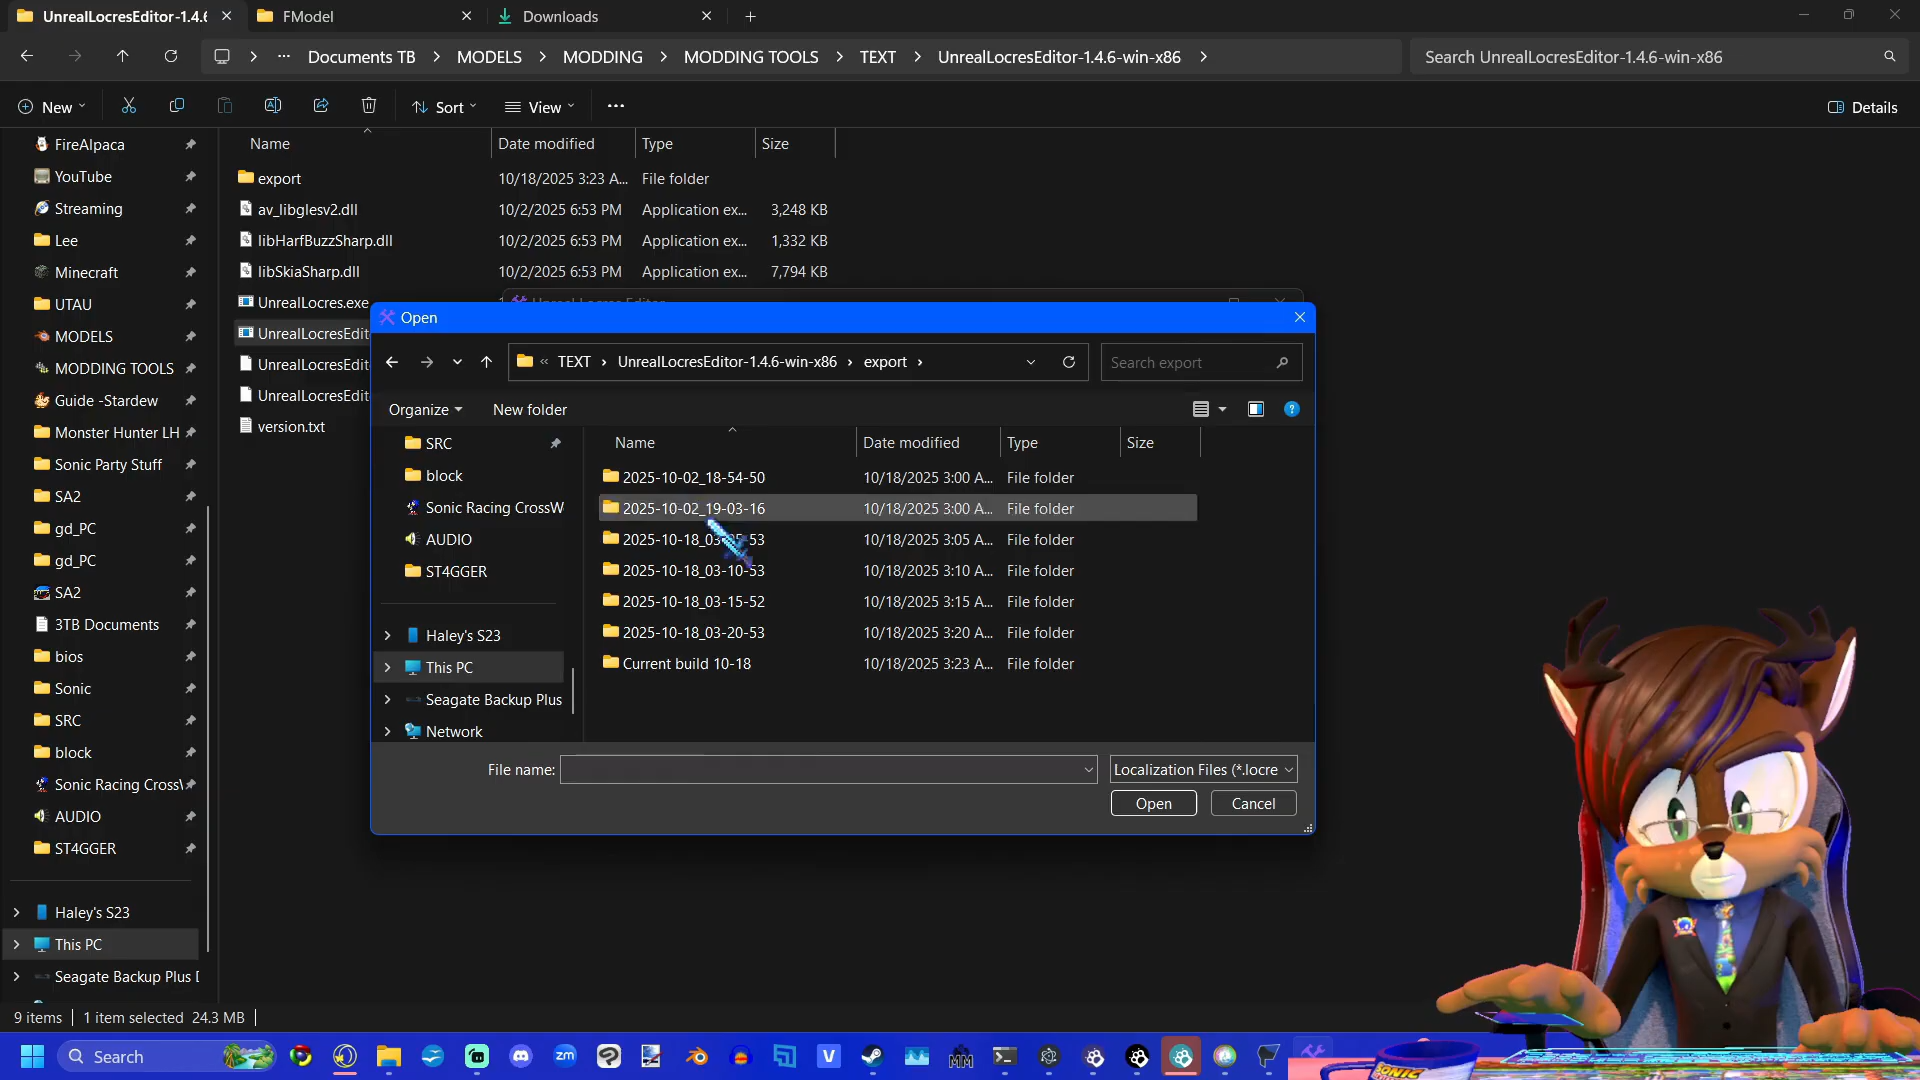 UnrealLocresEditor-1.4.6
FModel
Downloads
Documents TB
MODELS
MODDING
MODDING TOOLS
TEXT
UnrealLocresEditor-1.4.6-win-x86
Search UnrealLocresEditor-1.4.6-win-x86
New
Sort
View
Details
Name
Date modified
Type
Size
FireAlpaca
YouTube
Streaming
Lee
Minecraft
UTAU
MODELS
MODDING TOOLS
Guide -Stardew
Monster Hunter LH
Sonic Party Stuff
SA2
gd_PC
gd_PC
SA2
3TB Documents
bios
Sonic
SRC
block
Sonic Racing Cross
AUDIO
ST4GGER
Haley's S23
This PC
Seagate Backup Plus
export 10/18/2025 3:23 A... File folder
av_libglesv2.dll 10/2/2025 6:53 PM Application ex... 3,248 KB
libHarfBuzzSharp.dll 10/2/2025 6:53 PM Application ex... 1,332 KB
libSkiaSharp.dll 10/2/2025 6:53 PM Application ex... 7,794 KB
UnrealLocres.exe
UnrealLocresEdit
UnrealLocresEdit
UnrealLocresEdit
version.txt
Unreal Locres Editor
Open
TEXT
UnrealLocresEditor-1.4.6-win-x86
export
Search export
Organize
New folder
SRC
block
Sonic Racing CrossW
AUDIO
ST4GGER
Haley's S23
This PC
Seagate Backup Plus
Network
Name
Date modified
Type
Size
2025-10-02_18-54-50 10/18/2025 3:00 A... File folder
2025-10-02_19-03-16 10/18/2025 3:00 A... File folder
2025-10-18_03-05-53 10/18/2025 3:05 A... File folder
2025-10-18_03-10-53 10/18/2025 3:10 A... File folder
2025-10-18_03-15-52 10/18/2025 3:15 A... File folder
2025-10-18_03-20-53 10/18/2025 3:20 A... File folder
Current build 10-18 10/18/2025 3:23 A... File folder
File name:
Localization Files (*.locre
Open
Cancel
9 items
1 item selected 24.3 MB
Search
zm
V
MM
SONIC